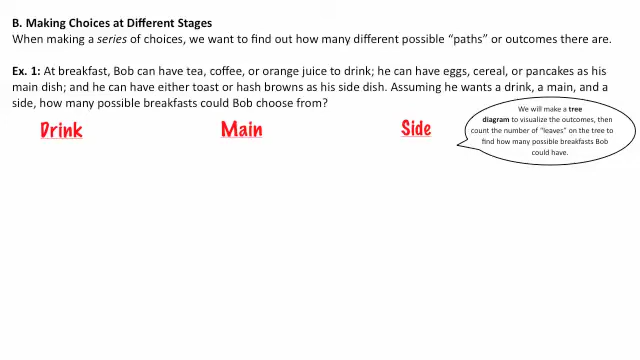 B. Making Choices at Different Stages
When making a series of choices, we want to find out how many different possible “paths” or outcomes there are.
Ex. 1: At breakfast, Bob can have tea, coffee, or orange juice to drink; he can have eggs, cereal, or pancakes as his
main dish; and he can have either toast or hash browns as his side dish. Assuming he wants a drink, a main, and a
side, how many possible breakfasts could Bob choose from?
Drink Main Side
We will make a tree
diagram to visualize the outcomes, then
count the number of “leaves” on the tree to
find how many possible breakfasts Bob
could have.